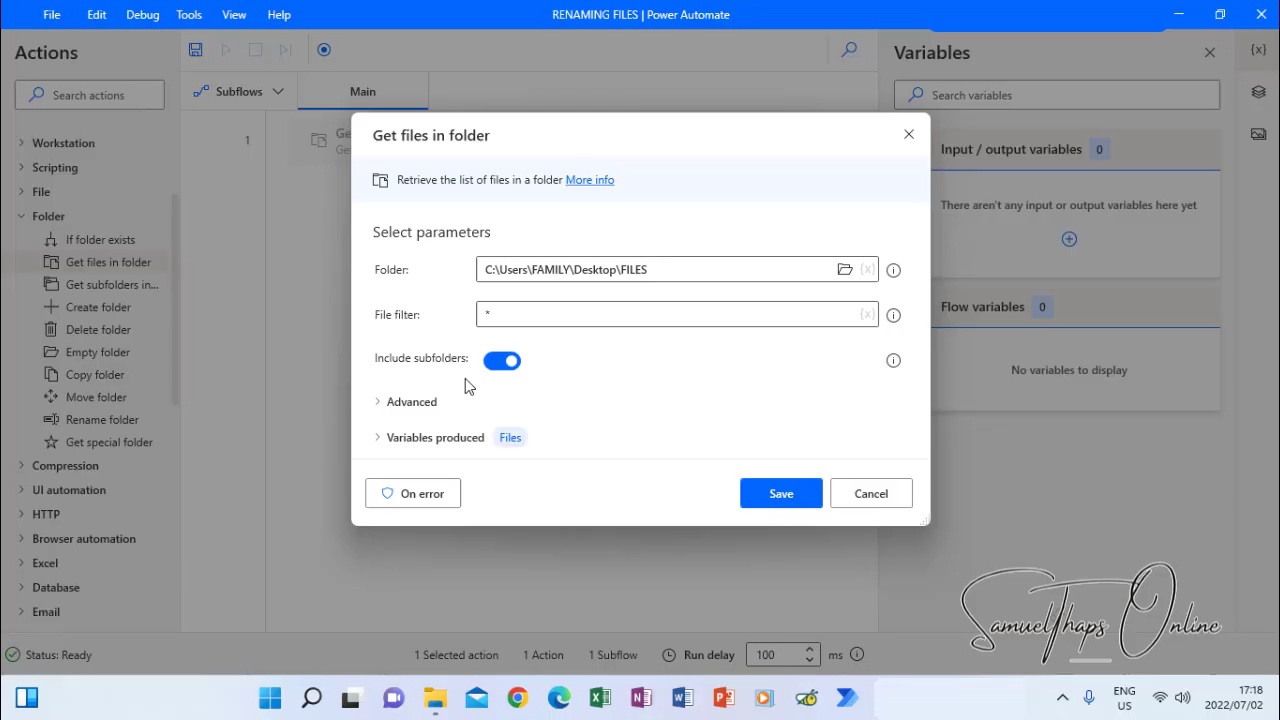 File Edit Debug Tools View Help RENAMING FILES | Power Automate
Actions
Search actions
Workstation
Scripting
File
Folder
If folder exists
Get files in folder
Get subfolders in...
Create folder
Delete folder
Empty folder
Copy folder
Move folder
Rename folder
Get special folder
Compression
UI automation
HTTP
Browser automation
Excel
Database
Email
Subflows Main
1
Get files in folder
Retrieve the list of files in a folder More info
Select parameters
Folder: C:\Users\FAMILY\Desktop\FILES
File filter: *
Include subfolders:
Advanced
Variables produced Files
On error Save Cancel
Variables {x}
Search variables
Input / output variables 0
There aren't any input or output variables here yet
Flow variables 0
No variables to display
SamuelThaps Online
Status: Ready 1 Selected action 1 Action 1 Subflow Run delay 100 ms
ENG
US
17:18
2022/07/02